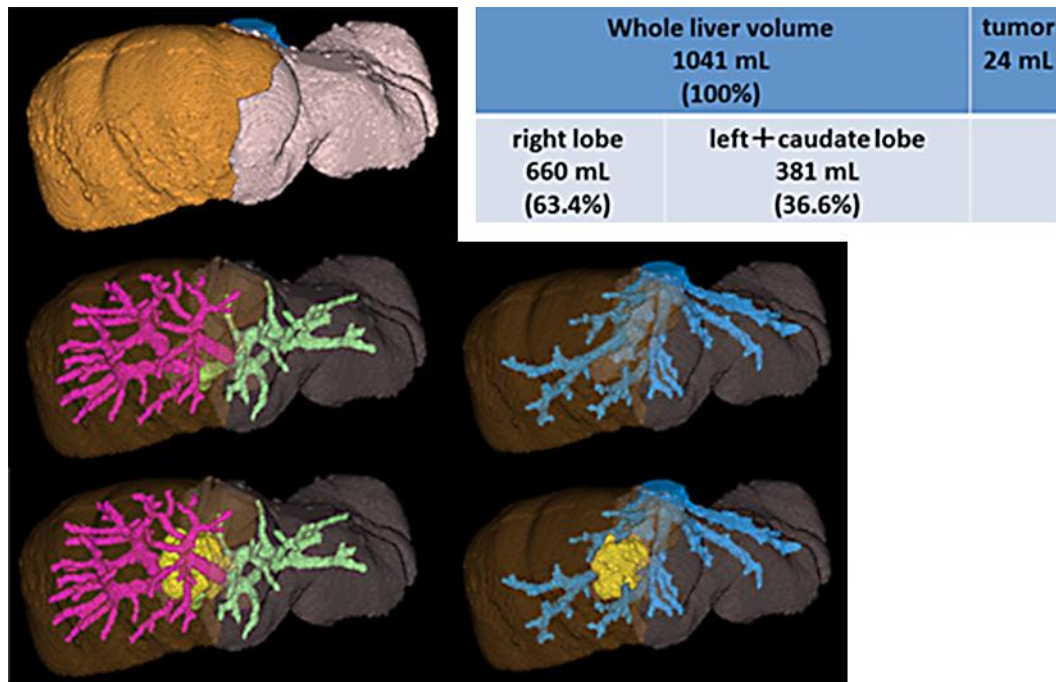 Whole liver volume
1041 mL
(100%)
tumor
24 mL
right lobe
660 mL
(63.4%)
left＋caudate lobe
381 mL
(36.6%)